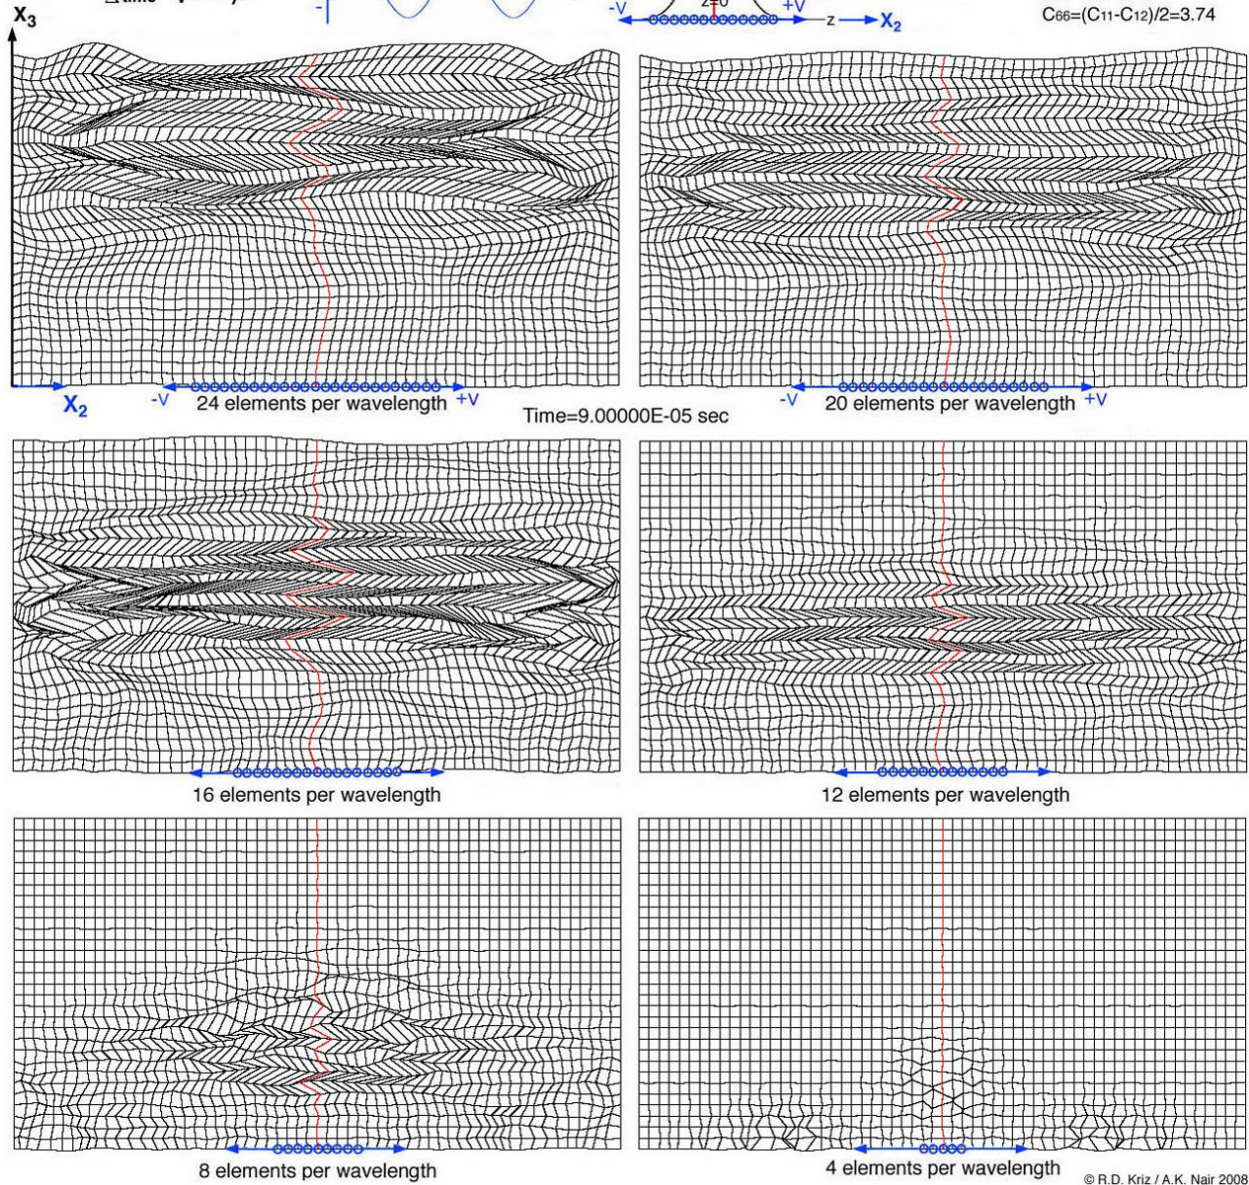 -V z=0 +V
z X₂
C₆₆=(C₁₁-C₁₂)/2=3.74
X₃
X₂ -V +V
24 elements per wavelength
-V +V
20 elements per wavelength
Time=9.00000E-05 sec
16 elements per wavelength
12 elements per wavelength
8 elements per wavelength
4 elements per wavelength
© R.D. Kriz / A.K. Nair 2008